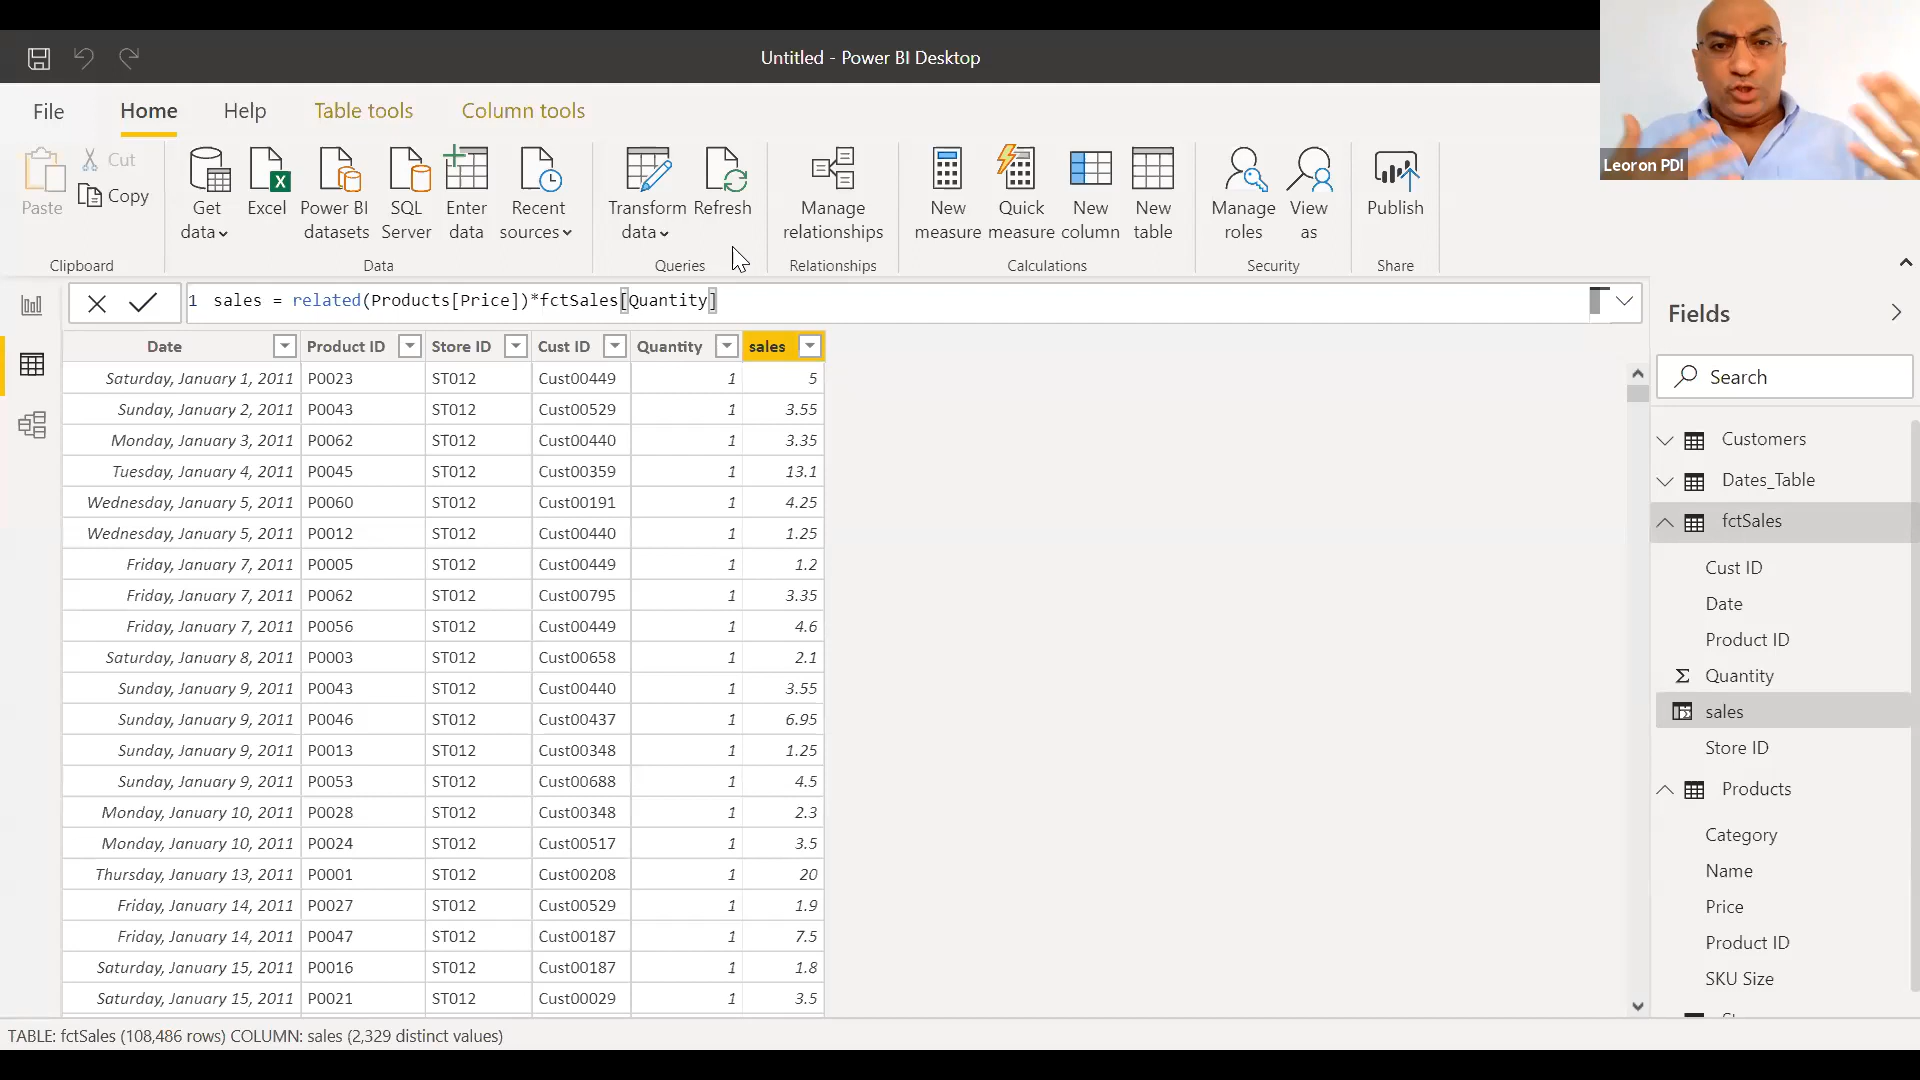 Untitled - Power BI Desktop
Leoron PDI
File Home Help Table tools Column tools
Paste Cut Copy
Get data Excel Power BI datasets SQL Server Enter data Recent sources Transform data Refresh Manage relationships New measure Quick measure New column New table Manage roles View as Publish
Clipboard Data Queries Relationships Calculations Security Share
1 sales = related(Products[Price])*fctSales[Quantity]
Date Product ID Store ID Cust ID Quantity sales
Saturday, January 1, 2011 P0023 ST012 Cust00449 1 5
Sunday, January 2, 2011 P0043 ST012 Cust00529 1 3.55
Monday, January 3, 2011 P0062 ST012 Cust00440 1 3.35
Tuesday, January 4, 2011 P0045 ST012 Cust00359 1 13.1
Wednesday, January 5, 2011 P0060 ST012 Cust00191 1 4.25
Wednesday, January 5, 2011 P0012 ST012 Cust00440 1 1.25
Friday, January 7, 2011 P0005 ST012 Cust00449 1 1.2
Friday, January 7, 2011 P0062 ST012 Cust00795 1 3.35
Friday, January 7, 2011 P0056 ST012 Cust00449 1 4.6
Saturday, January 8, 2011 P0003 ST012 Cust00658 1 2.1
Sunday, January 9, 2011 P0043 ST012 Cust00440 1 3.55
Sunday, January 9, 2011 P0046 ST012 Cust00437 1 6.95
Sunday, January 9, 2011 P0013 ST012 Cust00348 1 1.25
Sunday, January 9, 2011 P0053 ST012 Cust00688 1 4.5
Monday, January 10, 2011 P0028 ST012 Cust00348 1 2.3
Monday, January 10, 2011 P0024 ST012 Cust00517 1 3.5
Thursday, January 13, 2011 P0001 ST012 Cust00208 1 20
Friday, January 14, 2011 P0027 ST012 Cust00529 1 1.9
Friday, January 14, 2011 P0047 ST012 Cust00187 1 7.5
Saturday, January 15, 2011 P0016 ST012 Cust00187 1 1.8
Saturday, January 15, 2011 P0021 ST012 Cust00029 1 3.5
TABLE: fctSales (108,486 rows) COLUMN: sales (2,329 distinct values)
Fields
Search
Customers
Dates_Table
fctSales
Cust ID
Date
Product ID
Quantity
sales
Store ID
Products
Category
Name
Price
Product ID
SKU Size